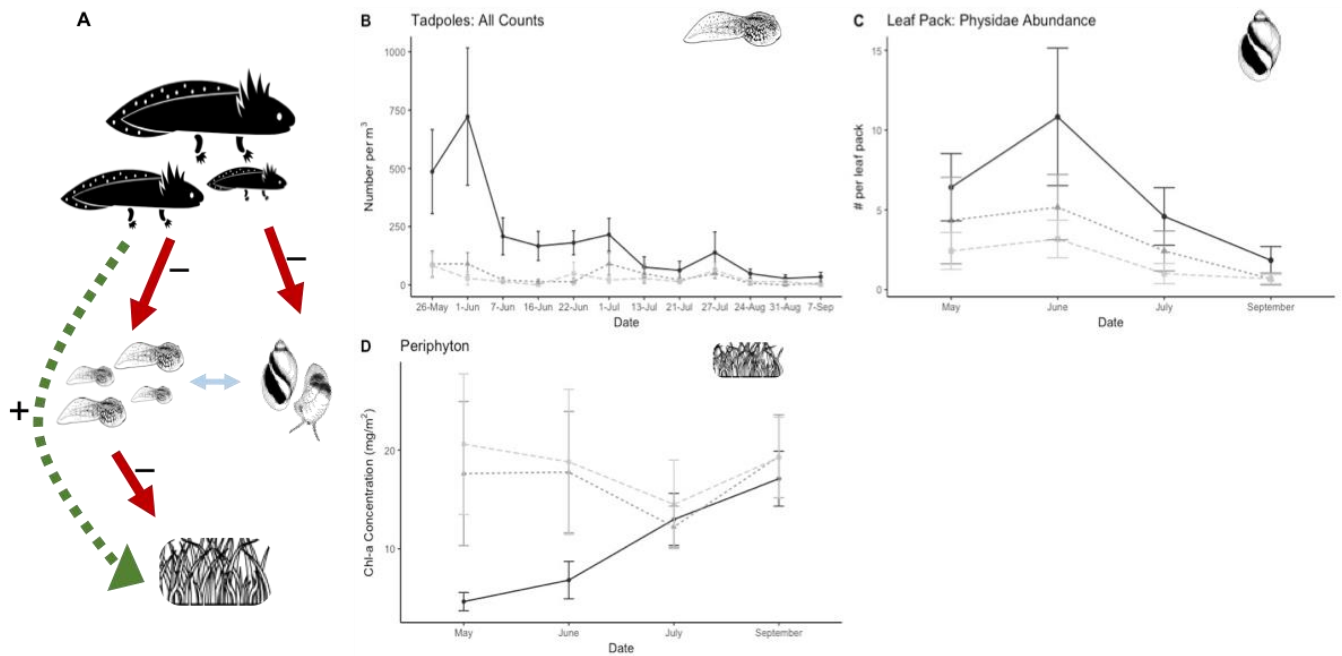 A
+
–
–
–
B Tadpoles: All Counts
Number per m³
1000
750
500
250
0
26-May 1-Jun 7-Jun 16-Jun 22-Jun 1-Jul 13-Jul 21-Jul 27-Jul 24-Aug 31-Aug 7-Sep
Date
C Leaf Pack: Physidae Abundance
# per leaf pack
15
10
5
0
May June July September
Date
D Periphyton
Chl-a Concentration (mg/m²)
20
10
May June July September
Date